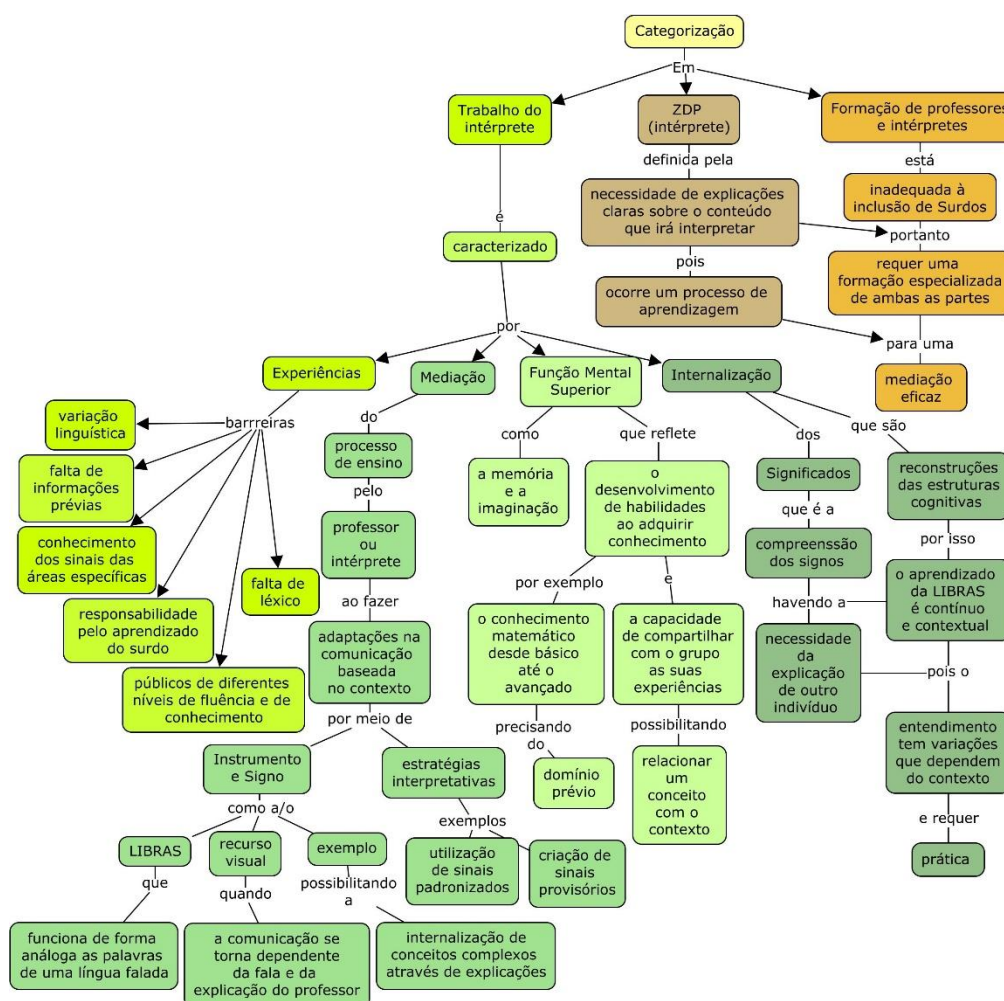 Categorização
Em
Trabalho do
intérprete
ZDP
(intérprete)
Formação de professores
e intérpretes
definida pela
está
necessidade de explicações
claras sobre o conteúdo
que irá interpretar
inadequada à
inclusão de Surdos
é
portanto
caracterizado
pois
requer uma
formação especializada
de ambas as partes
ocorre um processo de
aprendizagem
por
para uma
mediação
eficaz
Experiências
Mediação
Função Mental
Superior
Internalização
barrreiras
variação
linguística
falta de
informações
prévias
conhecimento
dos sinais das
áreas específicas
responsabilidade
pelo aprendizado
do surdo
públicos de diferentes
níveis de fluência e de
conhecimento
falta de
léxico
do
processo
de ensino
pelo
professor
ou
intérprete
ao fazer
adaptações na
comunicação
baseada
no contexto
por meio de
Instrumento
e Signo
estratégias
interpretativas
como a/o
exemplos
LIBRAS
recurso
visual
exemplo
utilização
de sinais
padronizados
criação de
sinais
provisórios
que
quando
possibilitando
a
funciona de forma
análoga as palavras
de uma língua falada
a comunicação se
torna dependente
da fala e da
explicação do professor
internalização de
conceitos complexos
através de explicações
como
que reflete
a memória
e a
imaginação
o
desenvolvimento
de habilidades
ao adquirir
conhecimento
por exemplo
e
o conhecimento
matemático
desde básico
até o
avançado
a capacidade
de compartilhar
com o grupo
as suas
experiências
precisando
do
possibilitando
domínio
prévio
relacionar
um
conceito
com o
contexto
dos
que são
Significados
reconstruções
das estruturas
cognitivas
que é a
por isso
compreenssão
dos signos
o aprendizado
da LIBRAS
é contínuo
e contextual
havendo a
necessidade
da
explicação
de outro
indivíduo
pois o
entendimento
tem variações
que dependem
do contexto
e requer
prática